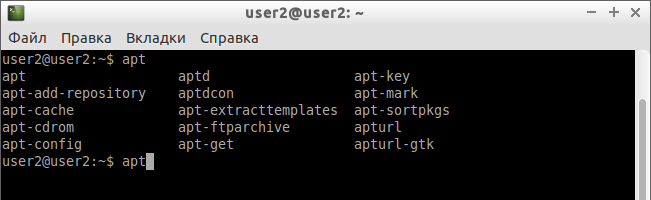 user2@user2: ~
Файл Правка Вкладки Справка
user2@user2:~$ apt
apt aptd apt-key
apt-add-repository aptdcon apt-mark
apt-cache apt-extracttemplates apt-sortpkgs
apt-cdrom apt-ftparchive apturl
apt-config apt-get apturl-gtk
user2@user2:~$ apt